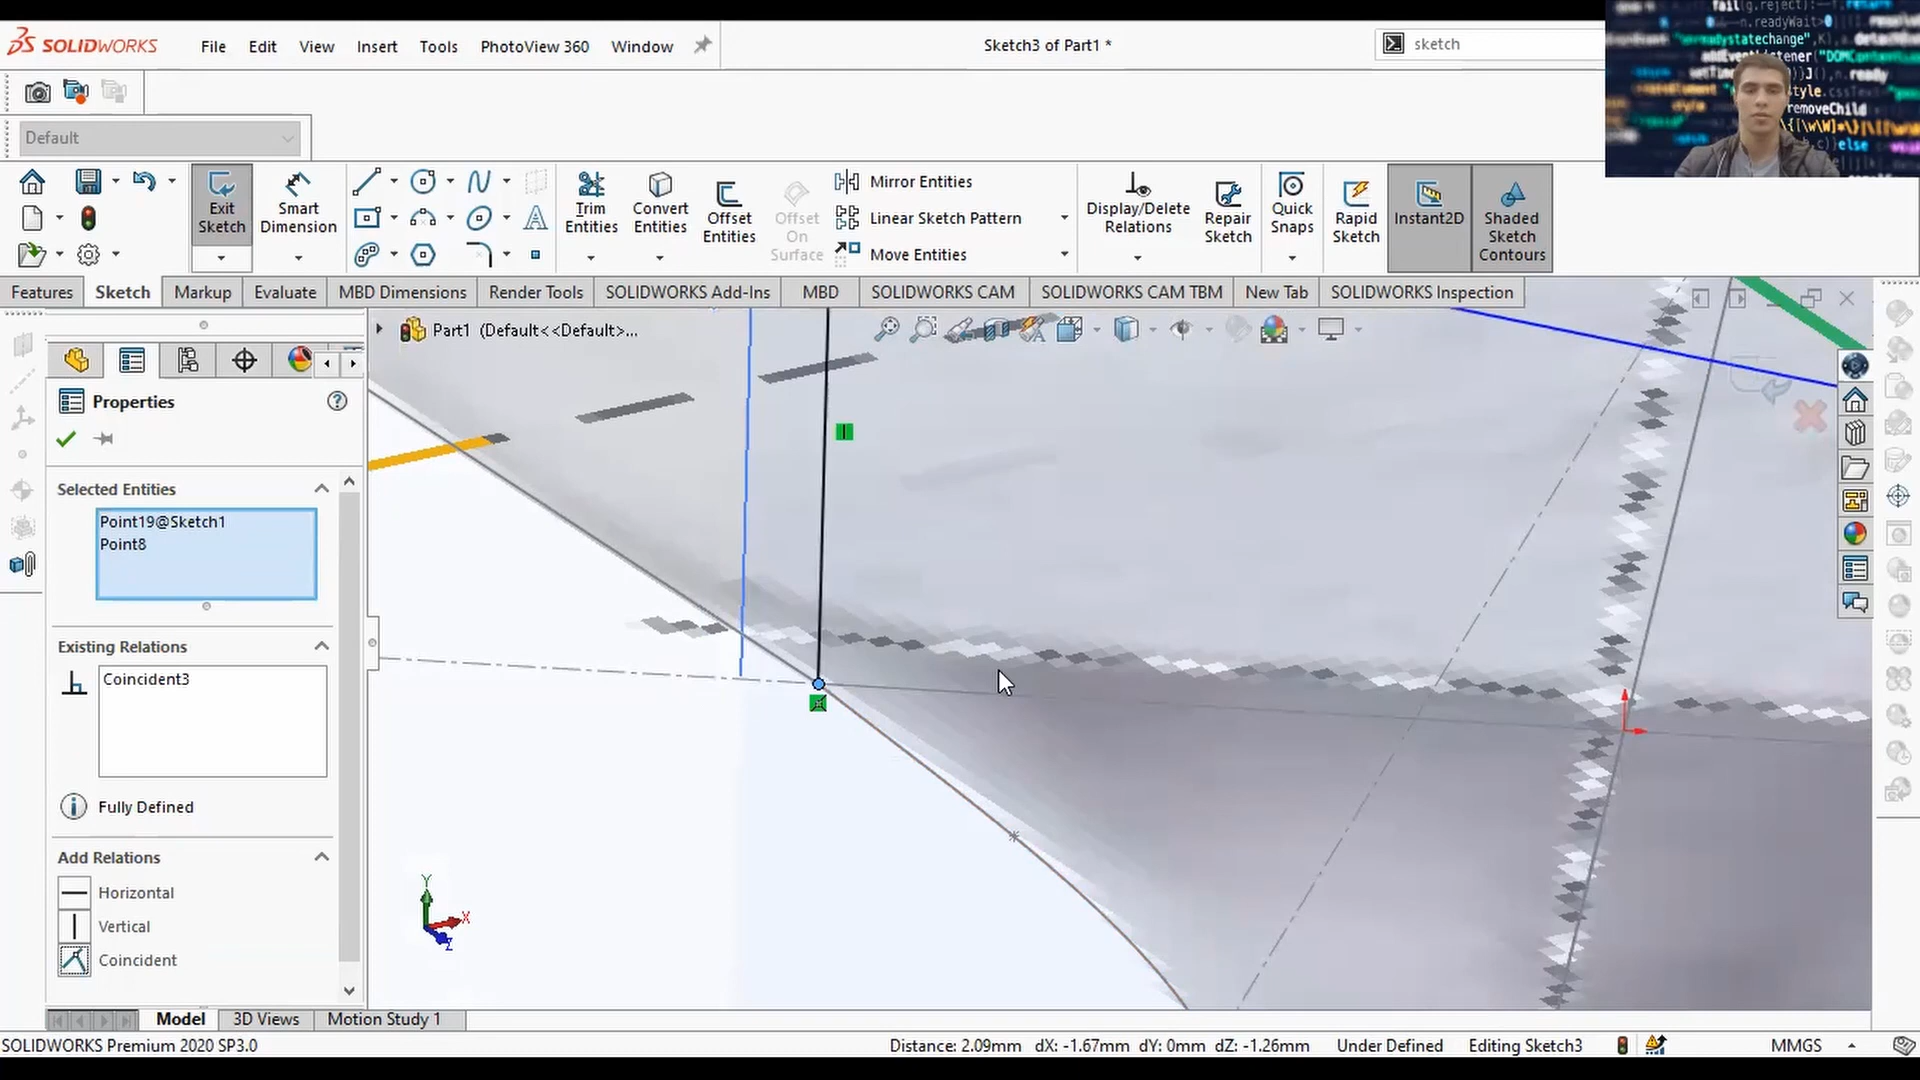 SOLIDWORKS
File Edit View Insert Tools PhotoView 360 Window
Sketch3 of Part1 *
sketch
Default
Exit Sketch
Smart Dimension
Trim Entities
Convert Entities
Offset Entities
Offset On Surface
Mirror Entities
Linear Sketch Pattern
Move Entities
Display/Delete Relations
Repair Sketch
Quick Snaps
Rapid Sketch
Instant2D
Shaded Sketch Contours
Features Sketch Markup Evaluate MBD Dimensions Render Tools SOLIDWORKS Add-Ins MBD SOLIDWORKS CAM SOLIDWORKS CAM TBM New Tab SOLIDWORKS Inspection
Part1 (Default<<Default>...
Properties
Selected Entities
Point19@Sketch1
Point8
Existing Relations
Coincident3
Fully Defined
Add Relations
Horizontal
Vertical
Coincident
Y
X
Z
Model 3D Views Motion Study 1
SOLIDWORKS Premium 2020 SP3.0
Distance: 2.09mm dX: -1.67mm dY: 0mm dZ: -1.26mm Under Defined Editing Sketch3 MMGS